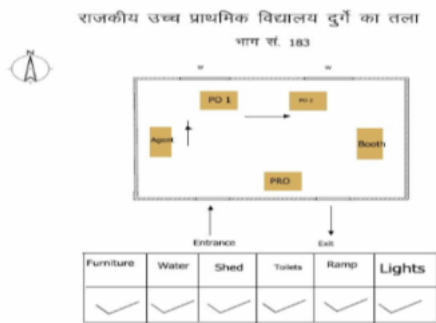 राजकीय उच्च प्राथमिक विद्यालय दुर्गे का तला
भाग सं. 183
N
W W
PO 1 PO 2
Agent Booth
PRO
Entrance Exit
Furniture Water Shed Toilets Ramp Lights